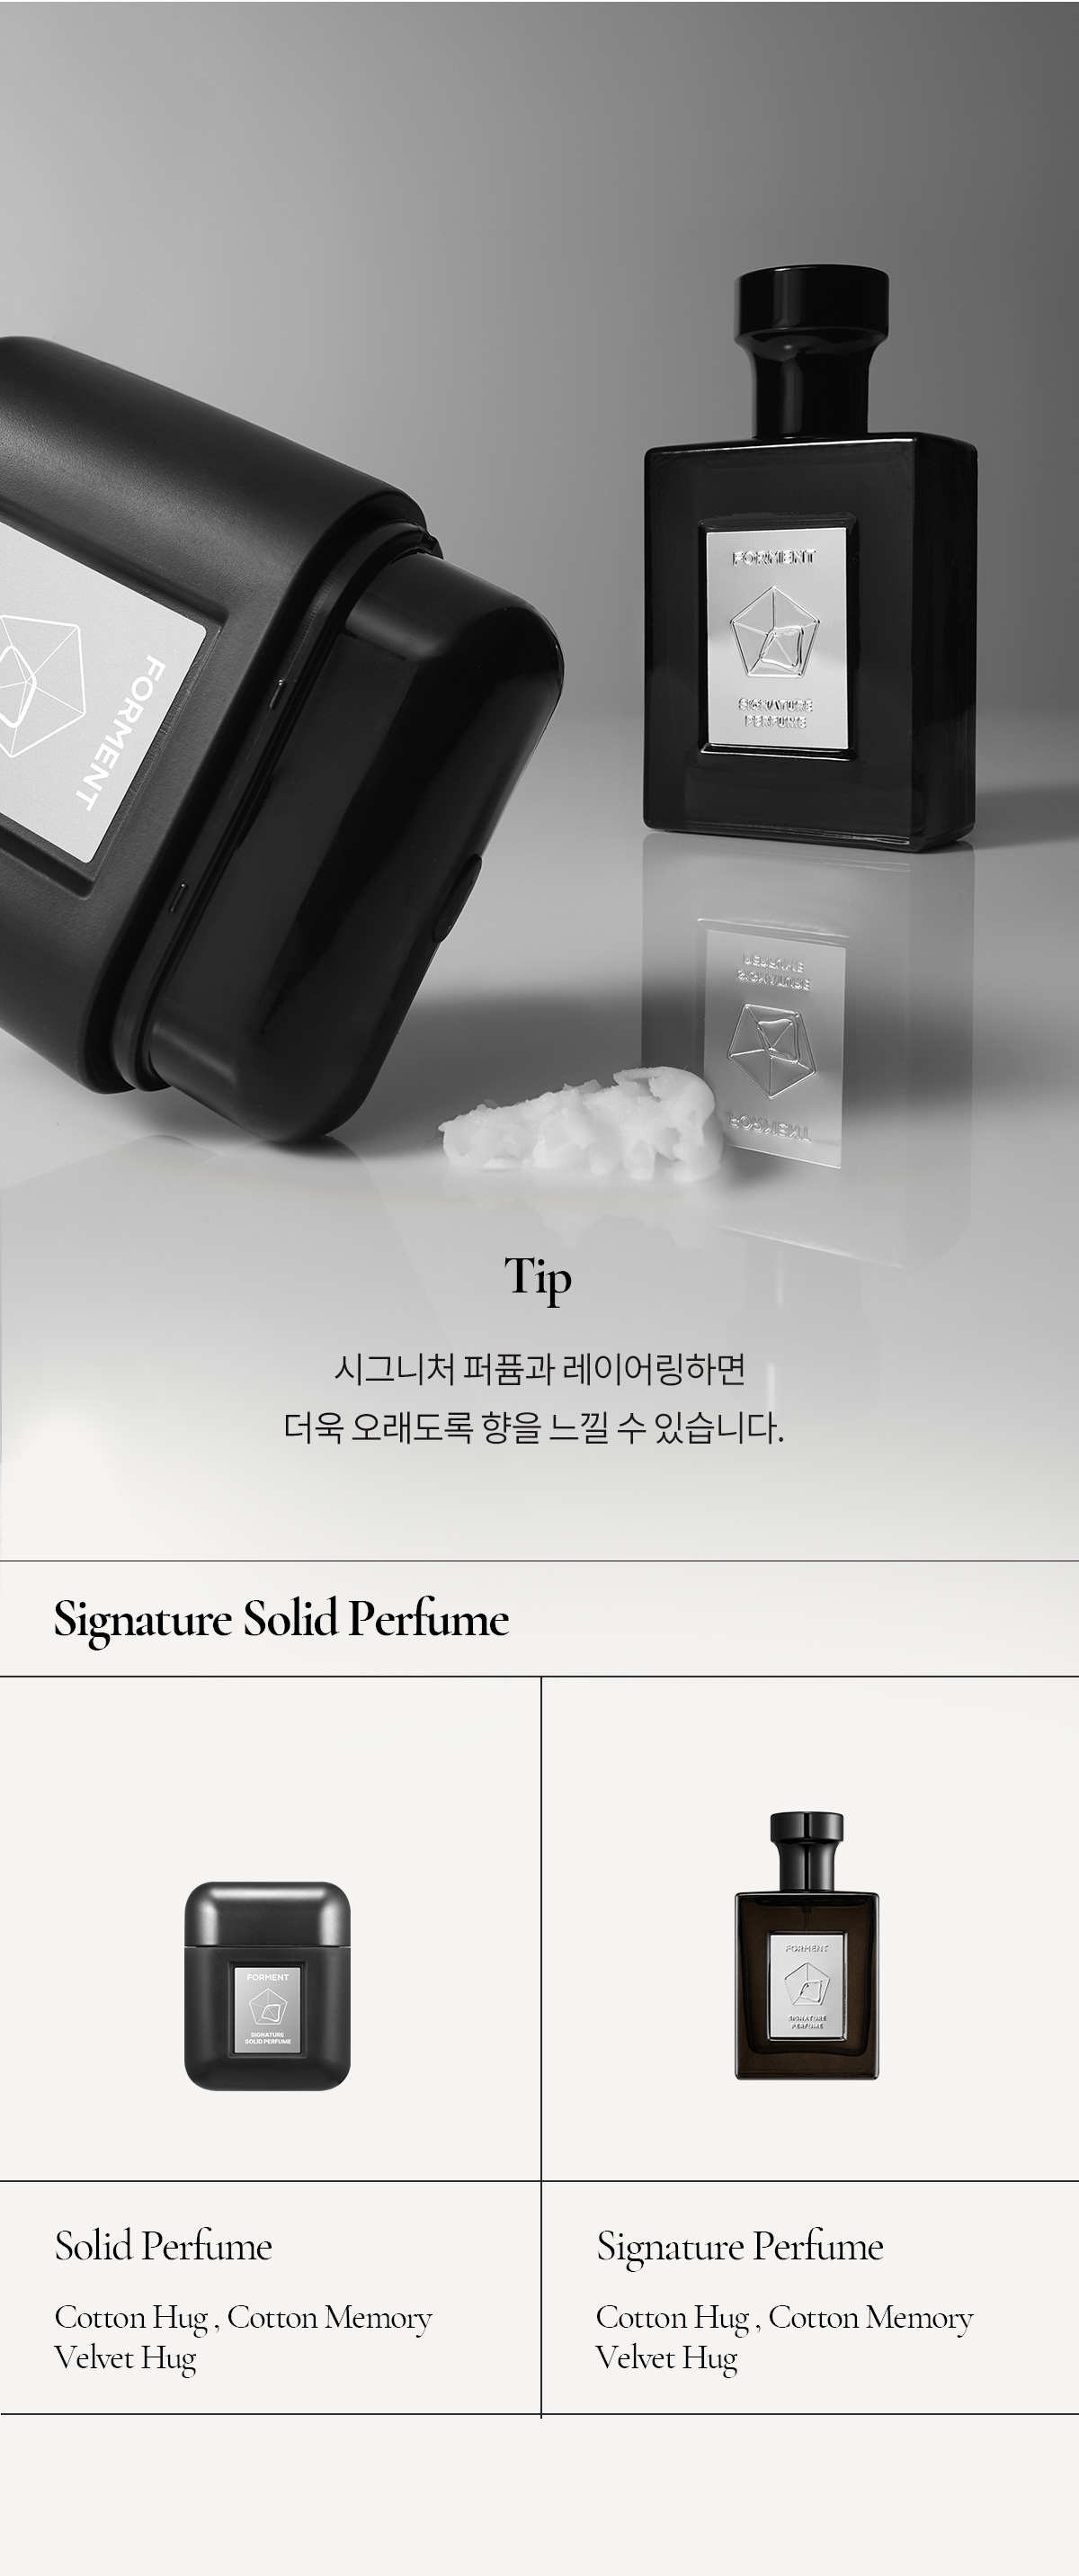 FORMENT
SIGNATURE
PERFUME
FORMENT
Tip
시그니처 퍼퓸과 레이어링하면
더욱 오래도록 향을 느낄 수 있습니다.
Signature Solid Perfume
FORMENT
SIGNATURE
SOLID PERFUME
FORMENT
SIGNATURE
PERFUME
Solid Perfume
Cotton Hug , Cotton Memory
Velvet Hug
Signature Perfume
Cotton Hug , Cotton Memory
Velvet Hug